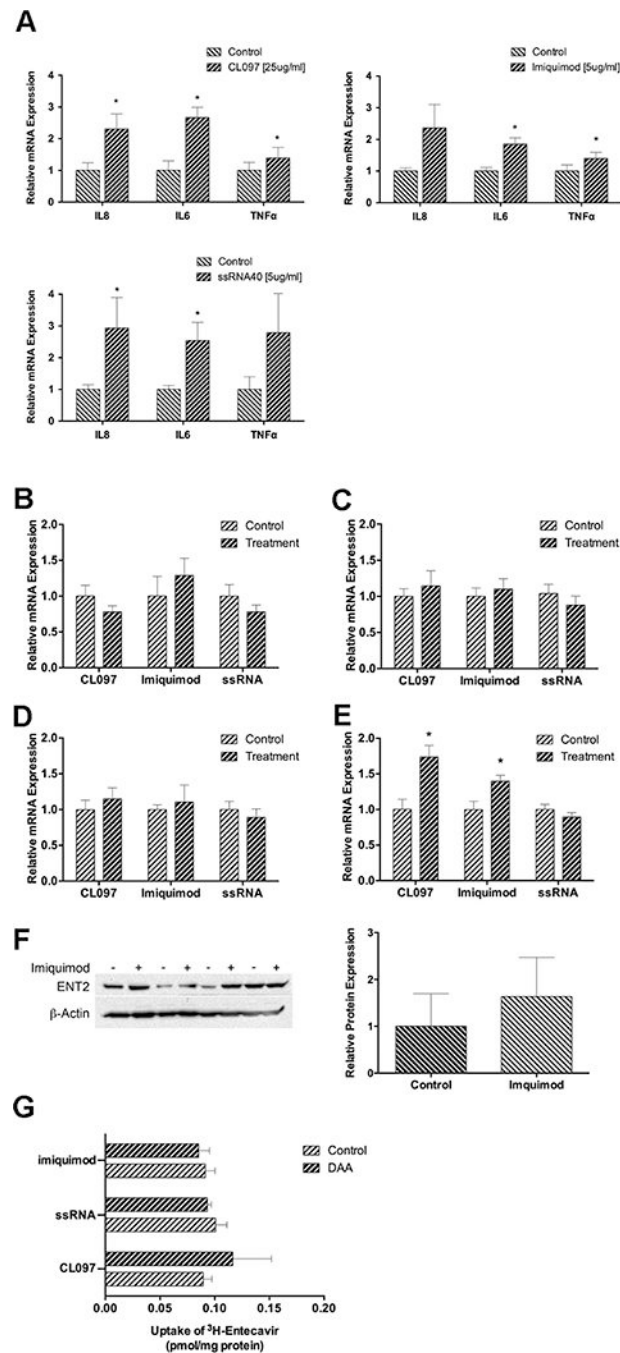 A
Control
CL097 [25ug/ml]
Relative mRNA Expression
4
3
2
1
0
*
*
*
IL8
IL6
TNFα
Control
Imiquimod [5ug/ml]
Relative mRNA Expression
4
3
2
1
0
*
*
IL8
IL6
TNFα
Control
ssRNA40 [5ug/ml]
Relative mRNA Expression
4
3
2
1
0
*
*
IL8
IL6
TNFα
B
Control
Treatment
Relative mRNA Expression
2.0
1.5
1.0
0.5
0.0
CL097
Imiquimod
ssRNA
C
Control
Treatment
Relative mRNA Expression
2.0
1.5
1.0
0.5
0.0
CL097
Imiquimod
ssRNA
D
Control
Treatment
Relative mRNA Expression
2.0
1.5
1.0
0.5
0.0
CL097
Imiquimod
ssRNA
E
Control
Treatment
Relative mRNA Expression
2.0
1.5
1.0
0.5
0.0
*
*
CL097
Imiquimod
ssRNA
F
Imiquimod - + - + - + - +
ENT2
β-Actin
Relative Protein Expression
3
2
1
0
Control
Imquimod
G
Control
DAA
imiquimod
ssRNA
CL097
0.00
0.05
0.10
0.15
0.20
Uptake of ³H-Entecavir
(pmol/mg protein)